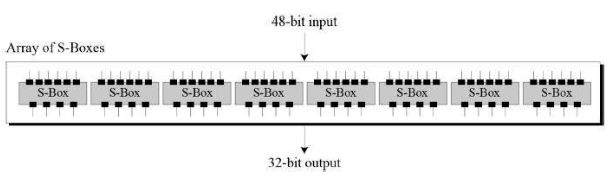 48-bit input
Array of S-Boxes
S-Box S-Box S-Box S-Box S-Box S-Box S-Box S-Box
32-bit output